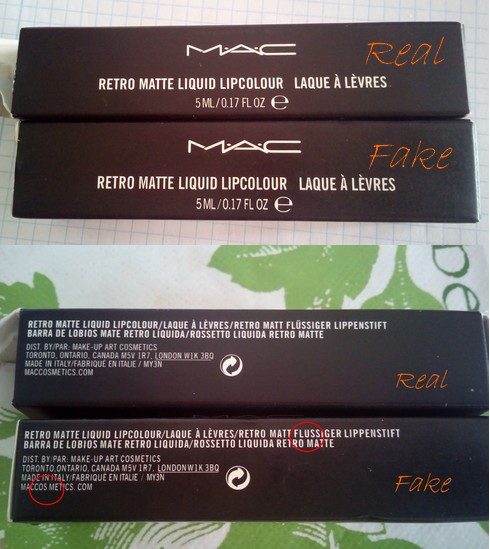 MAC
Real
RETRO MATTE LIQUID LIPCOLOUR LAQUE À LÈVRES
5 ML/0.17 FL OZ e
MAC
Fake
RETRO MATTE LIQUID LIPCOLOUR LAQUE À LÈVRES
5 ML/0.17 FL OZ e
RETRO MATTE LIQUID LIPCOLOUR/LAQUE À LÈVRES/RETRO MATT FLÜSSIGER LIPPENSTIFT
BARRA DE LOBIOS MATE RETRO LIQUIDA/ROSSETTO LIQUIDA RETRO MATTE
DIST. BY/PAR: MAKE-UP ART COSMETICS
TORONTO, ONTARIO, CANADA M5V 1R7, LONDON W1K 3BQ
MADE IN ITALY/FABRIQUÉ EN ITALIE / MY3N
MACCOSMETICS.COM
Real
RETRO MATTE LIQUID LIPCOLOUR/LAQUE À LÈVRES/RETRO MATT FLUSSIGER LIPPENSTIFT
BARRA DE LOBIOS MATE RETRO LIQUIDA/ROSSETTO LIQUIDA RETRO MATTE
DIST. BY/PAR: MAKE-UP ART COSMETICS
TORONTO,ONTARIO, CANADA M5V 1R7, LONDON W1K 3BQ
MADE IN ITALY/FABRIQUE EN ITALIE / MY3N
MACCOS METICS. COM
Fake